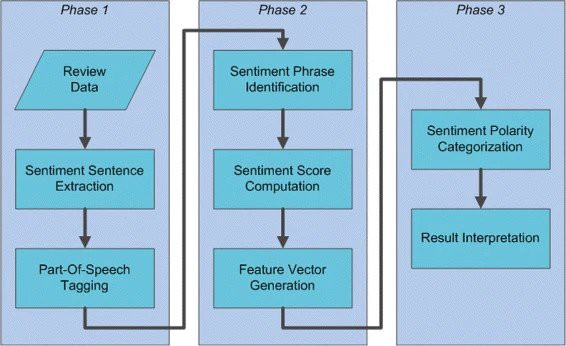 Phase 1
Review
Data
Sentiment Sentence
Extraction
Part-Of-Speech
Tagging
Phase 2
Sentiment Phrase
Identification
Sentiment Score
Computation
Feature Vector
Generation
Phase 3
Sentiment Polarity
Categorization
Result Interpretation